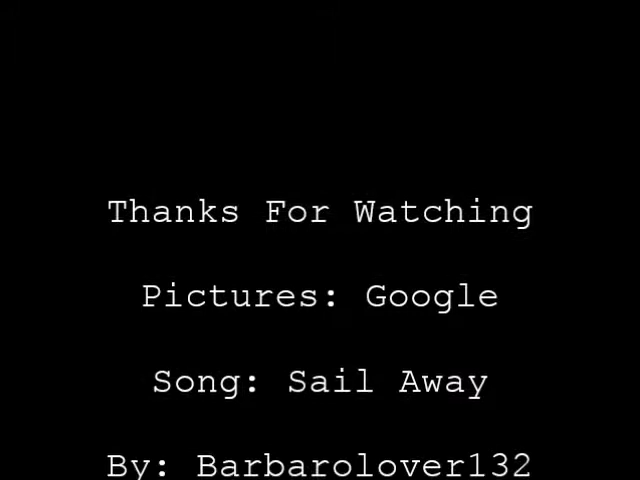 Thanks For Watching
Pictures: Google
Song: Sail Away
By: Barbarolover132